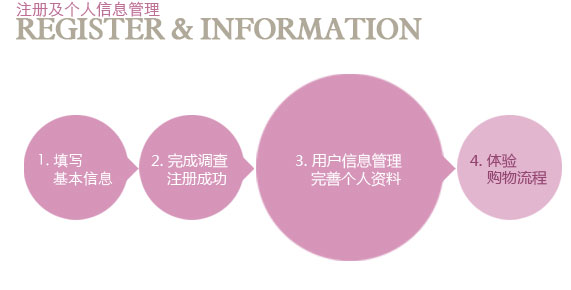 注册及个人信息管理
REGISTER & INFORMATION
1. 填写
基本信息
2. 完成调查
注册成功
3. 用户信息管理
完善个人资料
4. 体验
购物流程